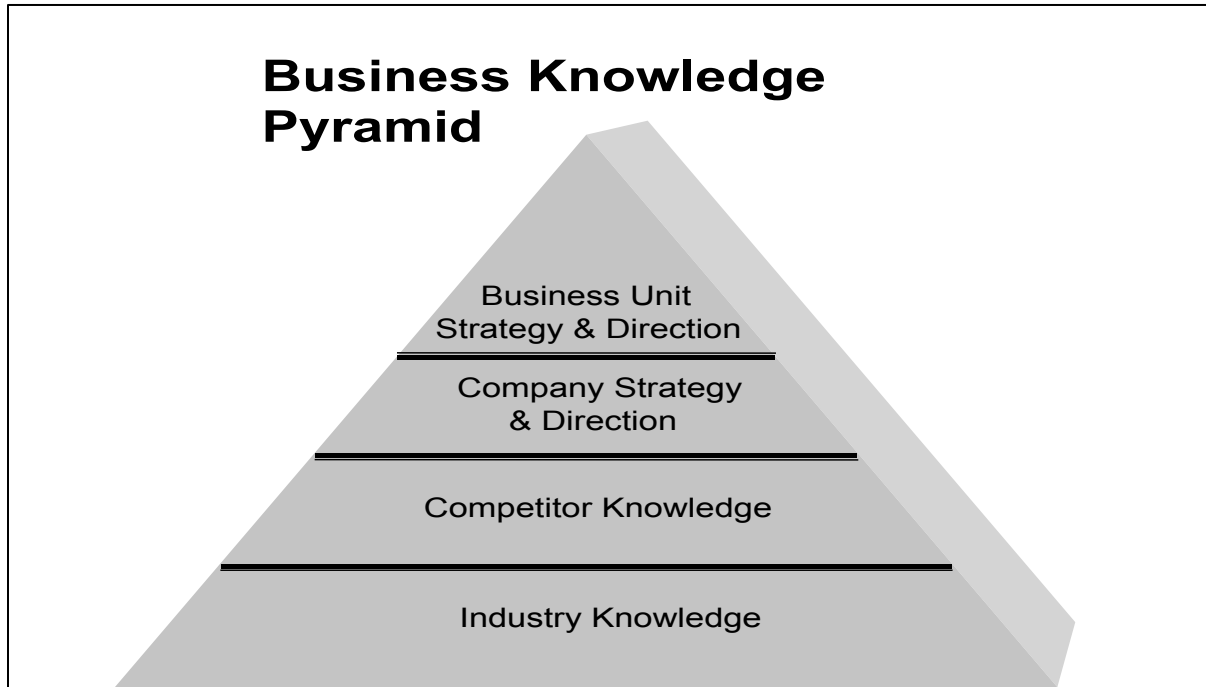 Business Knowledge
Pyramid
Business Unit
Strategy & Direction
Company Strategy
& Direction
Competitor Knowledge
Industry Knowledge